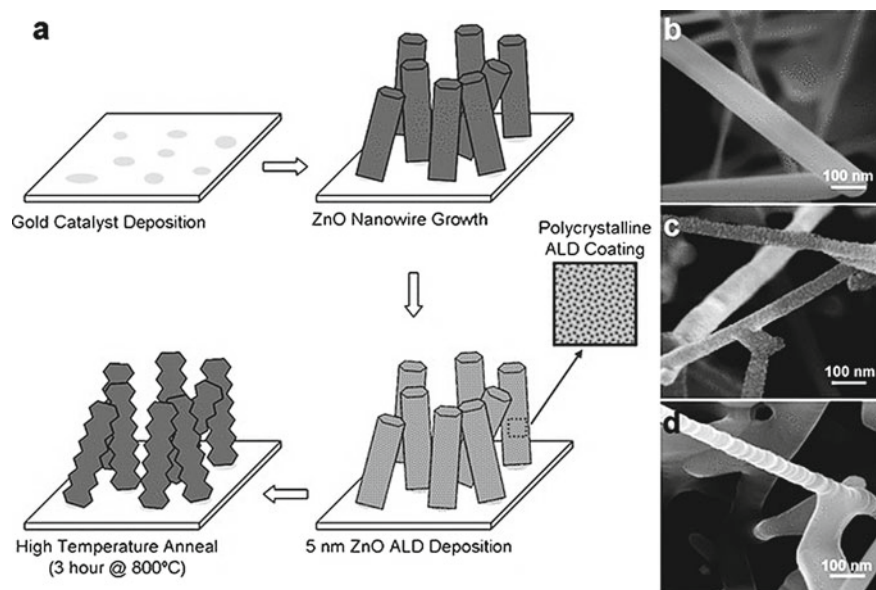 a
Gold Catalyst Deposition
ZnO Nanowire Growth
Polycrystalline
ALD Coating
High Temperature Anneal
(3 hour @ 800ºC)
5 nm ZnO ALD Deposition
b
100 nm
c
100 nm
d
100 nm